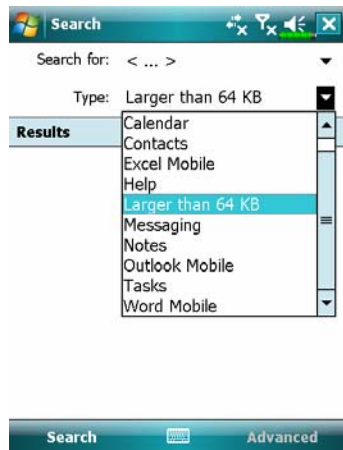 Search
Search for: < ... >
Type: Larger than 64 KB
Results
Calendar
Contacts
Excel Mobile
Help
Larger than 64 KB
Messaging
Notes
Outlook Mobile
Tasks
Word Mobile
Search Advanced